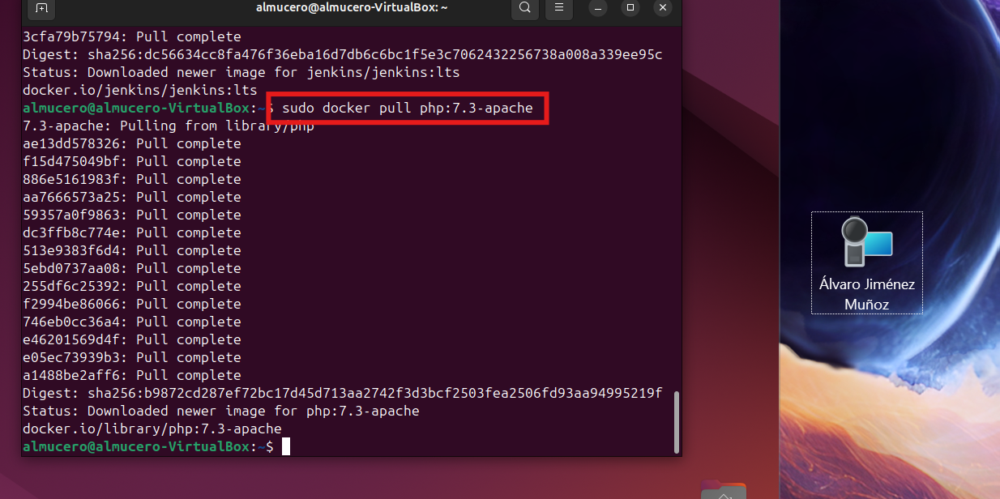 almucero@almucero-VirtualBox: ~
3cfa79b75794: Pull complete
Digest: sha256:dc56634cc8fa476f36eba16d7db6c6bc1f5e3c7062432256738a008a339ee95c
Status: Downloaded newer image for jenkins/jenkins:lts
docker.io/jenkins/jenkins:lts
almucero@almucero-VirtualBox:~$ sudo docker pull php:7.3-apache
7.3-apache: Pulling from library/php
ae13dd578326: Pull complete
f15d475049bf: Pull complete
886e5161983f: Pull complete
aa7666573a25: Pull complete
59357a0f9863: Pull complete
dc3ffb8c774e: Pull complete
513e9383f6d4: Pull complete
5ebd0737aa08: Pull complete
255df6c25392: Pull complete
f2994be86066: Pull complete
746eb0cc36a4: Pull complete
e46201569d4f: Pull complete
e05ec73939b3: Pull complete
a1488be2aff6: Pull complete
Digest: sha256:b9872cd287ef72bc17d45d713aa2742f3d3bcf2503fea2506fd93aa94995219f
Status: Downloaded newer image for php:7.3-apache
docker.io/library/php:7.3-apache
almucero@almucero-VirtualBox:~$
Álvaro Jiménez
Muñoz